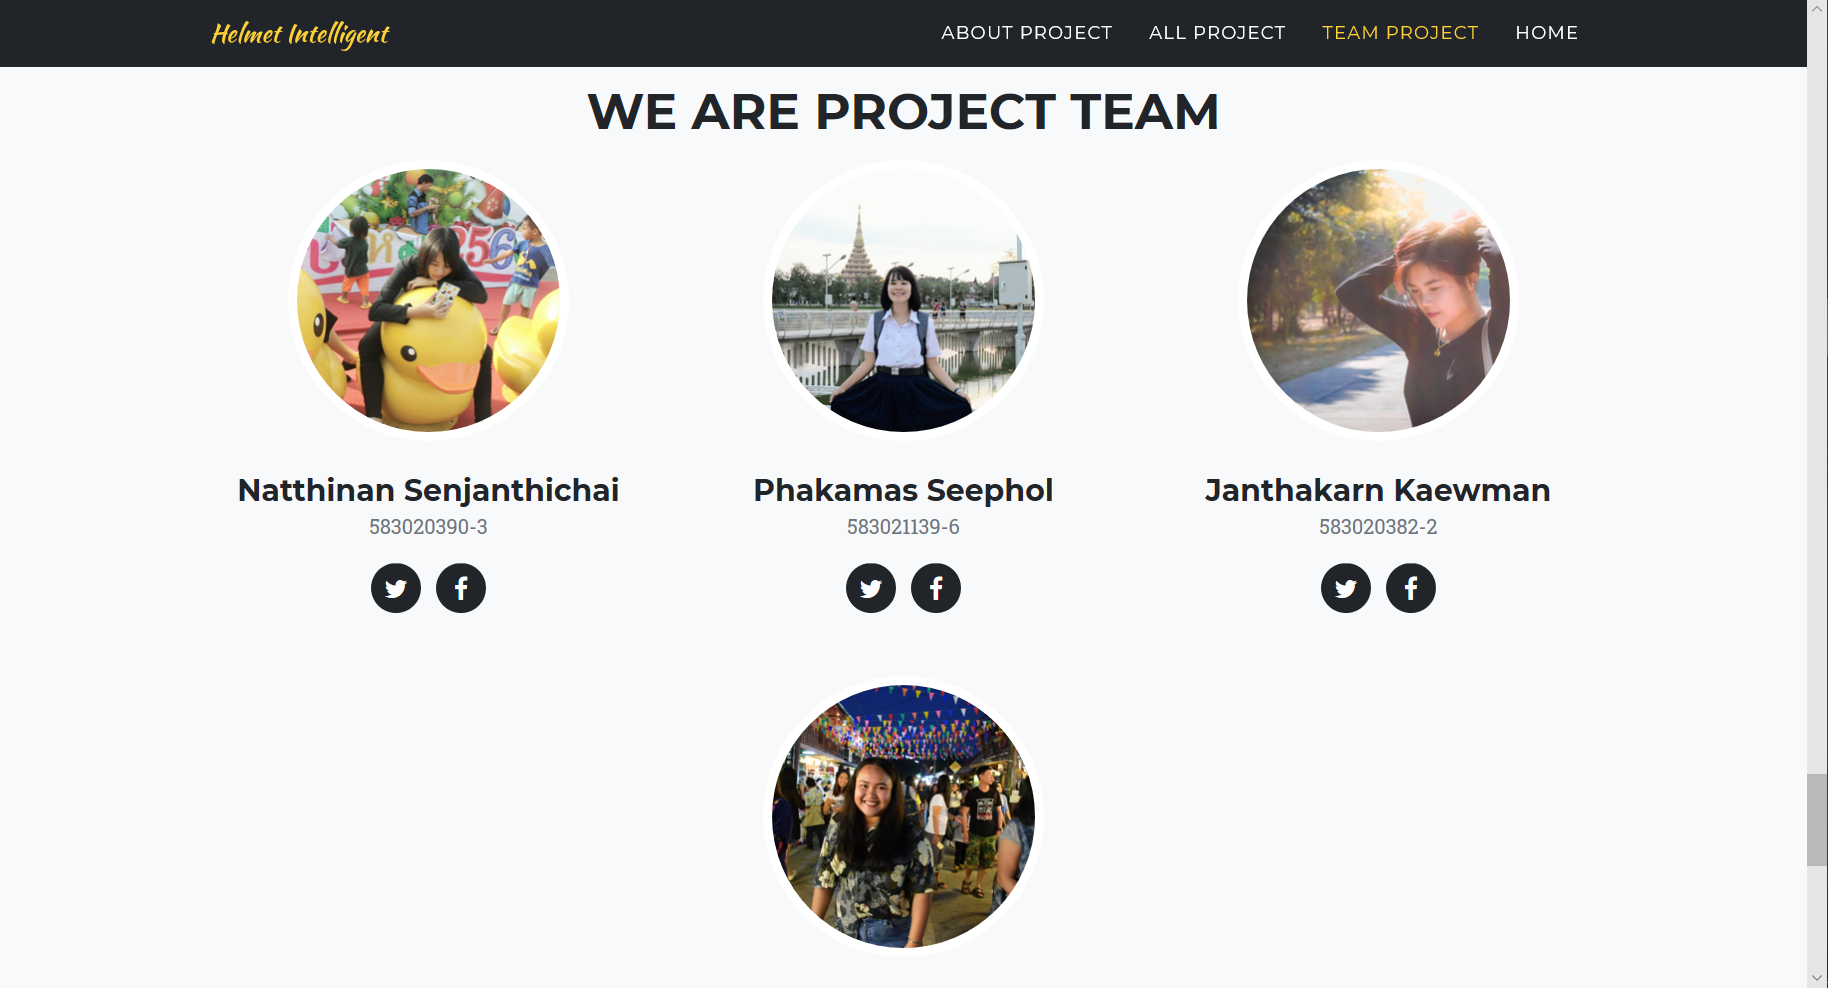 Helmet Intelligent
ABOUT PROJECT
ALL PROJECT
TEAM PROJECT
HOME
WE ARE PROJECT TEAM
256
Natthinan Senjanthichai
Phakamas Seephol
Janthakarn Kaewman
583020390-3
583021139-6
583020382-2